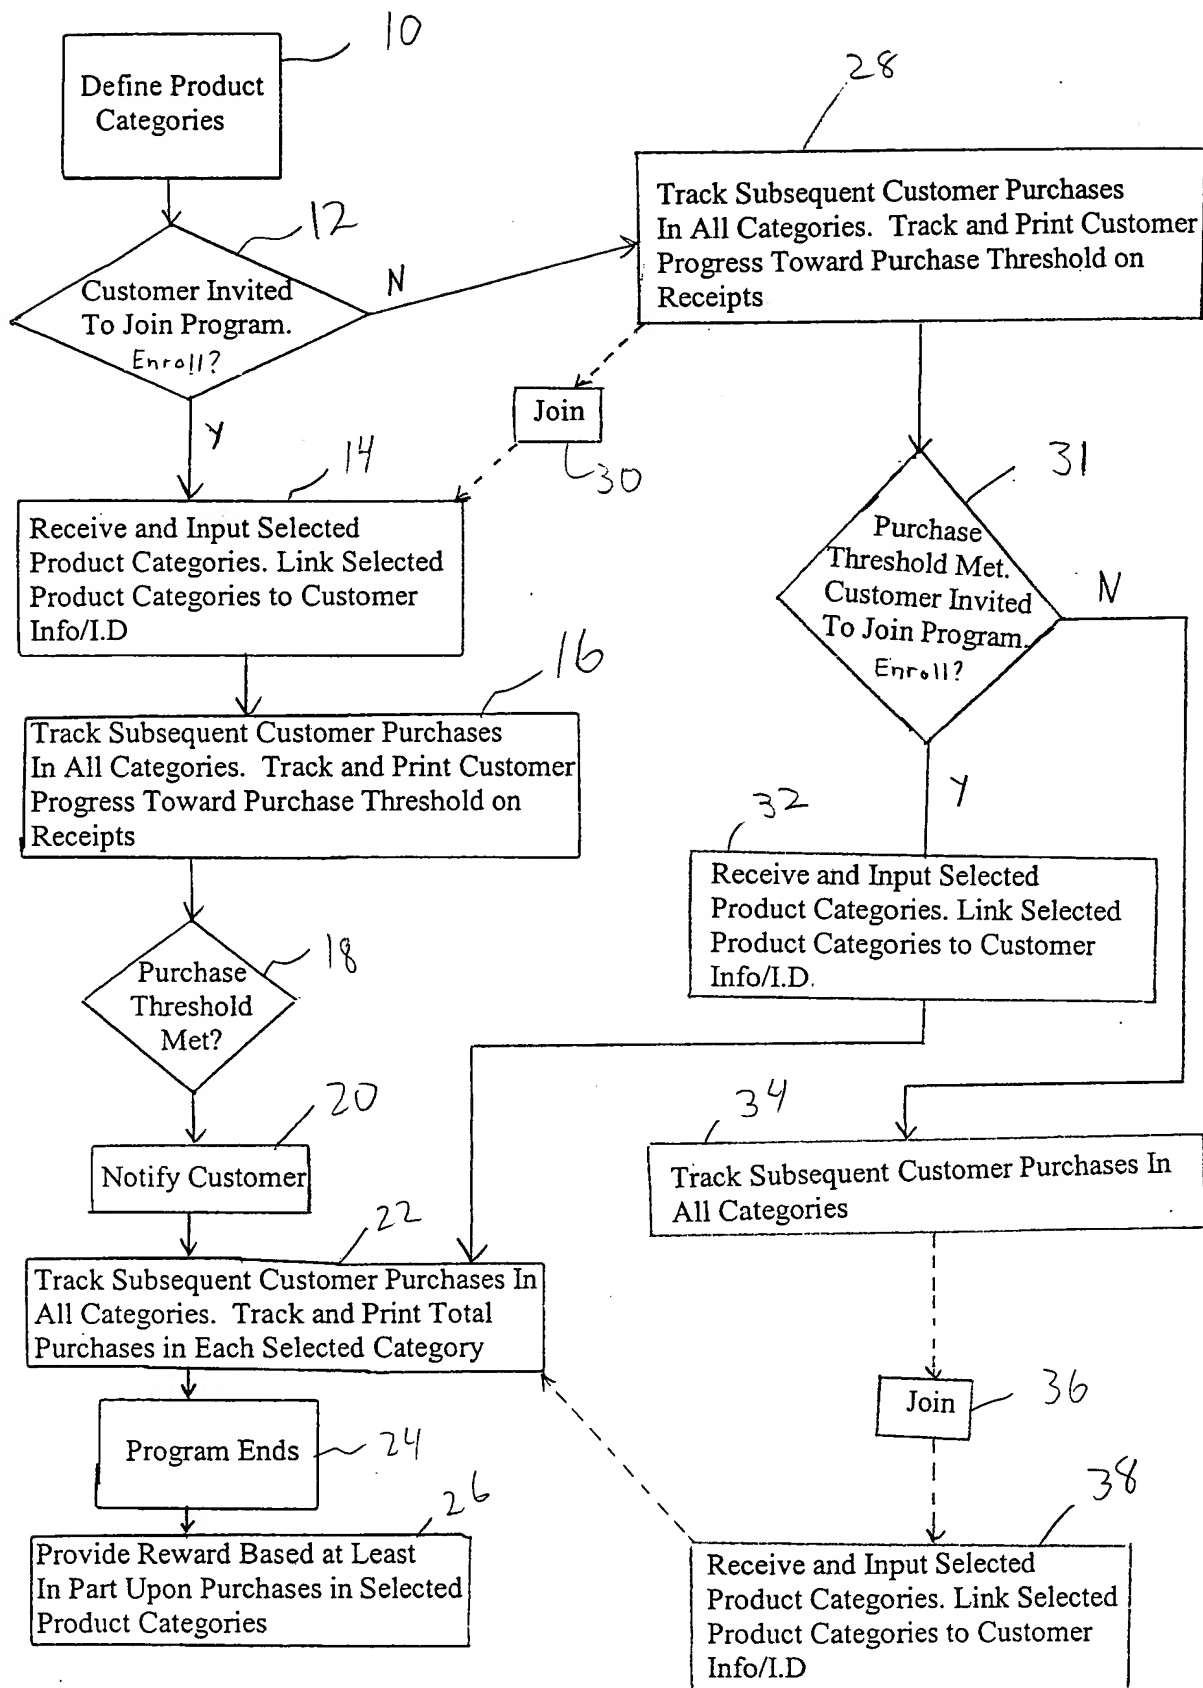 10
Define Product
Categories
12
Customer Invited
To Join Program.
Enroll?
N
Y
28
Track Subsequent Customer Purchases
In All Categories. Track and Print Customer
Progress Toward Purchase Threshold on
Receipts
Join
30
14
Receive and Input Selected
Product Categories. Link Selected
Product Categories to Customer
Info/I.D
16
Track Subsequent Customer Purchases
In All Categories. Track and Print Customer
Progress Toward Purchase Threshold on
Receipts
18
Purchase
Threshold
Met?
20
Notify Customer
22
Track Subsequent Customer Purchases In
All Categories. Track and Print Total
Purchases in Each Selected Category
Program Ends
24
26
Provide Reward Based at Least
In Part Upon Purchases in Selected
Product Categories
31
Purchase
Threshold Met.
Customer Invited
To Join Program.
Enroll?
N
Y
32
Receive and Input Selected
Product Categories. Link Selected
Product Categories to Customer
Info/I.D.
34
Track Subsequent Customer Purchases In
All Categories
Join
36
38
Receive and Input Selected
Product Categories. Link Selected
Product Categories to Customer
Info/I.D